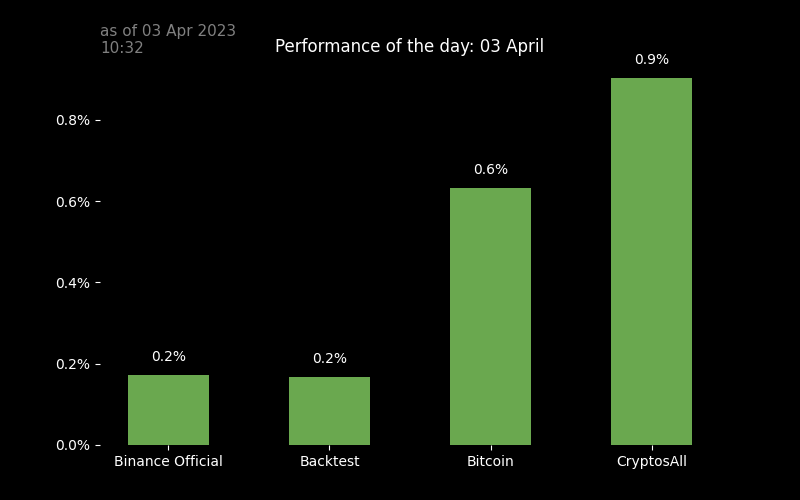 as of 03 Apr 2023
10:32
Performance of the day: 03 April
0.9%
0.8%
0.6%
0.6%
0.4%
0.2%
0.2%
0.2%
0.0%
Binance Official
Backtest
Bitcoin
CryptosAll